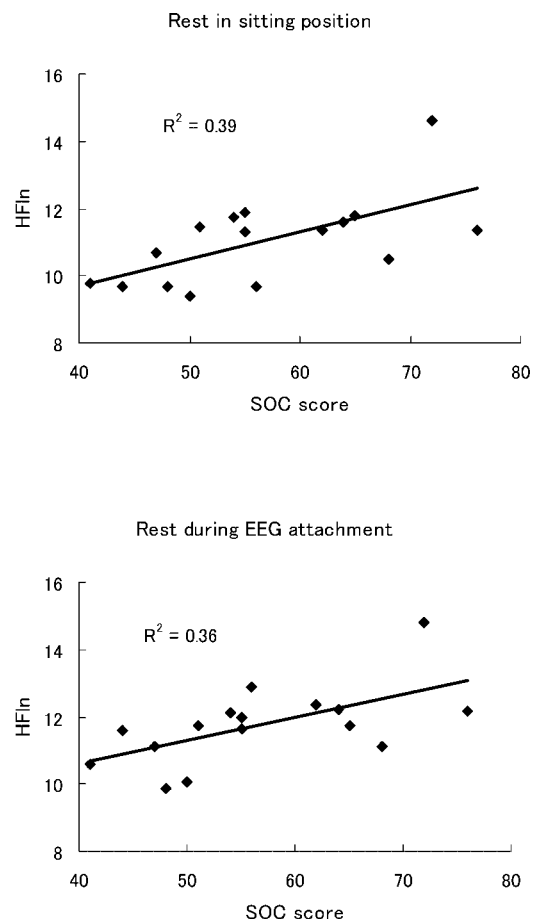 Rest in sitting position
16
14
12
10
8
HFln
R² = 0.39
40 50 60 70 80
SOC score
Rest during EEG attachment
16
14
12
10
8
HFln
R² = 0.36
40 50 60 70 80
SOC score